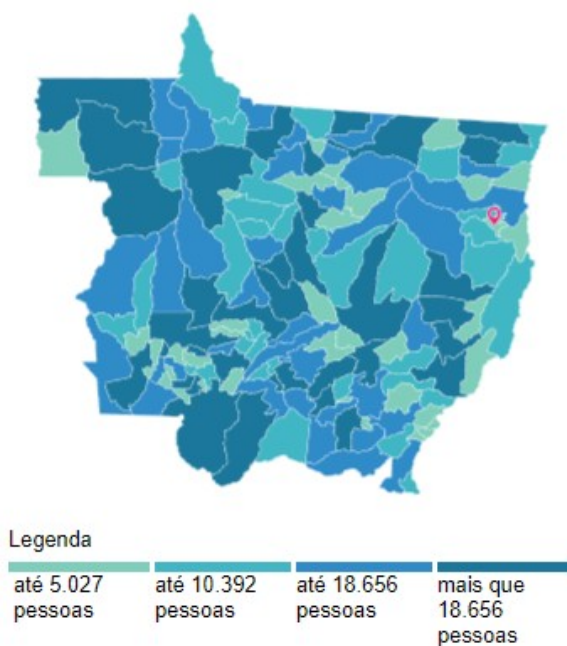 Legenda
até 5.027 até 10.392 até 18.656 mais que
pessoas pessoas pessoas 18.656
pessoas